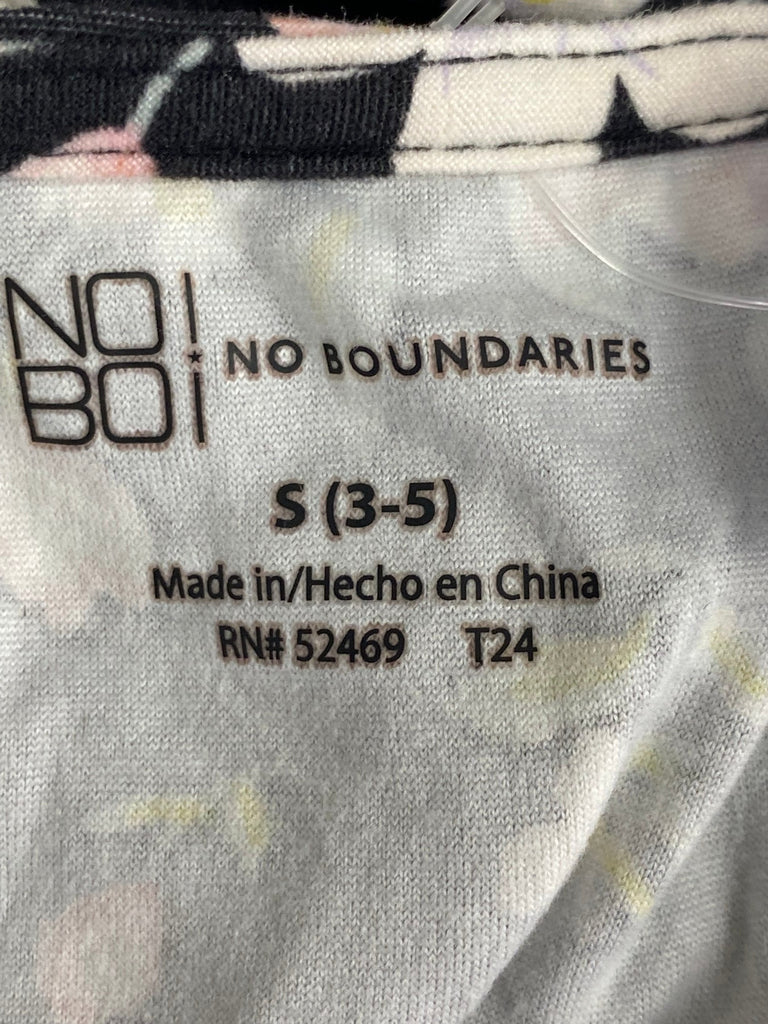 NO
BO
NO BOUNDARIES
S (3-5)
Made in/Hecho en China
RN# 52469 T24